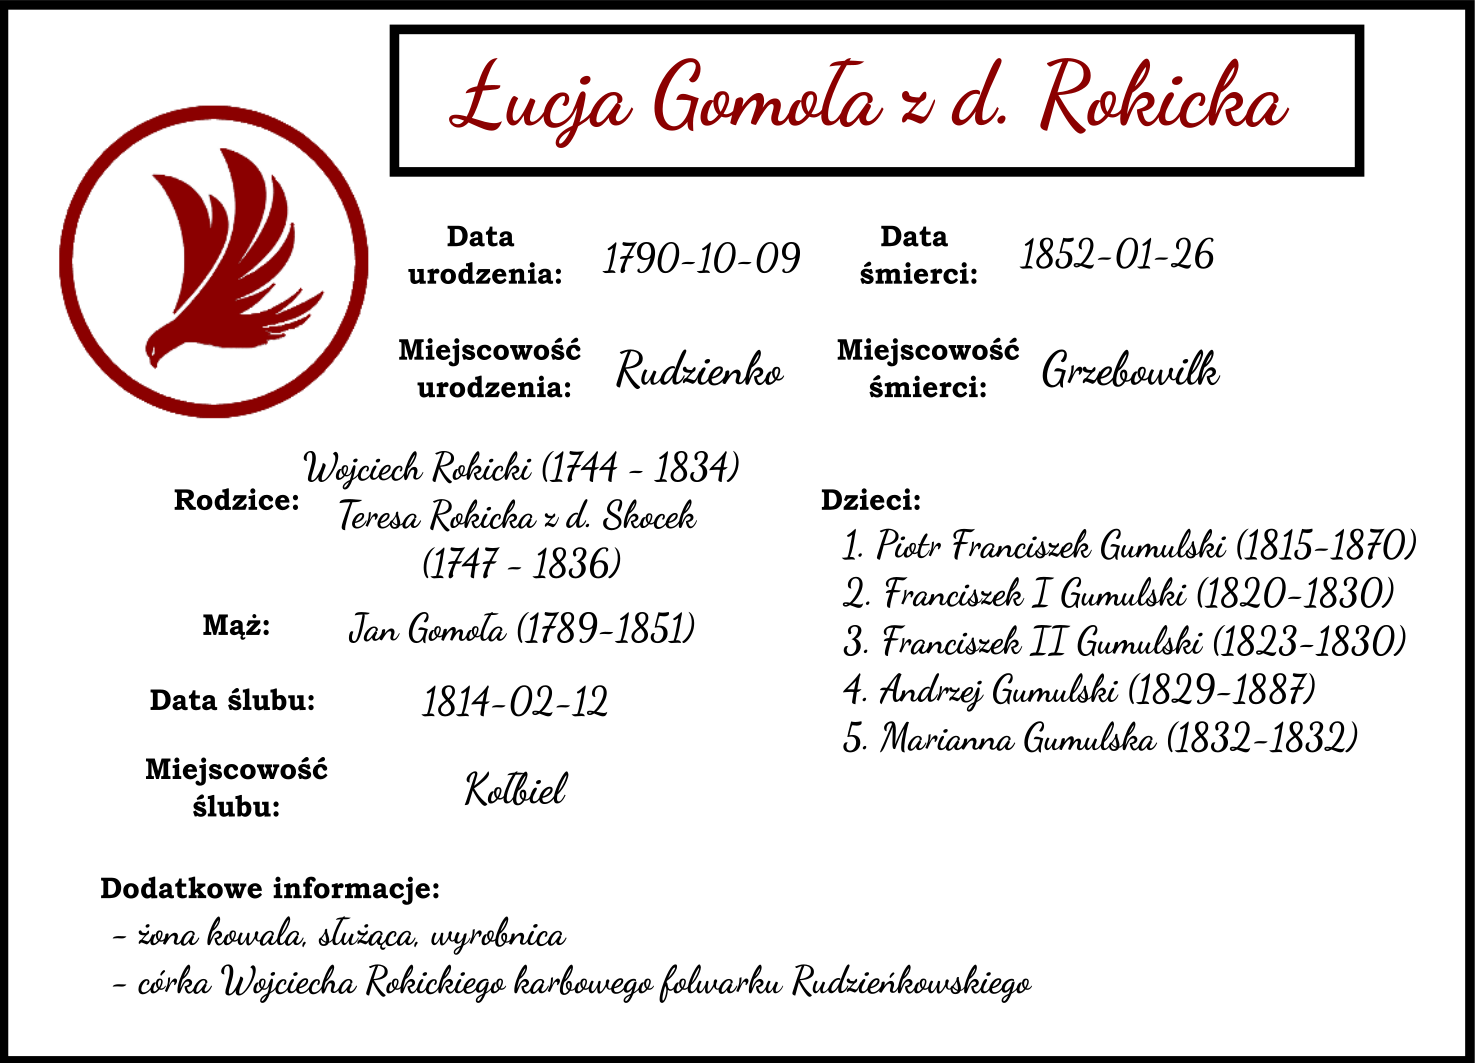 Łucja Gomoła z d. Rokicka
Data
urodzenia:
1790-10-09
Data
śmierci:
1852-01-26
Miejscowość
urodzenia:
Rudzienko
Miejscowość
śmierci:
Grzebowilk
Rodzice:
Wojciech Rokicki (1744 - 1834)
Teresa Rokicka z d. Skocek
(1747 - 1836)
Mąż:
Jan Gomoła (1789-1851)
Data ślubu:
1814-02-12
Miejscowość
ślubu:
Kołbiel
Dzieci:
1. Piotr Franciszek Gumulski (1815-1870)
2. Franciszek I Gumulski (1820-1830)
3. Franciszek II Gumulski (1823-1830)
4. Andrzej Gumulski (1829-1887)
5. Marianna Gumulska (1832-1832)
Dodatkowe informacje:
- żona kowala, służąca, wyrobnica
- córka Wojciecha Rokickiego karbowego folwarku Rudzieńkowskiego